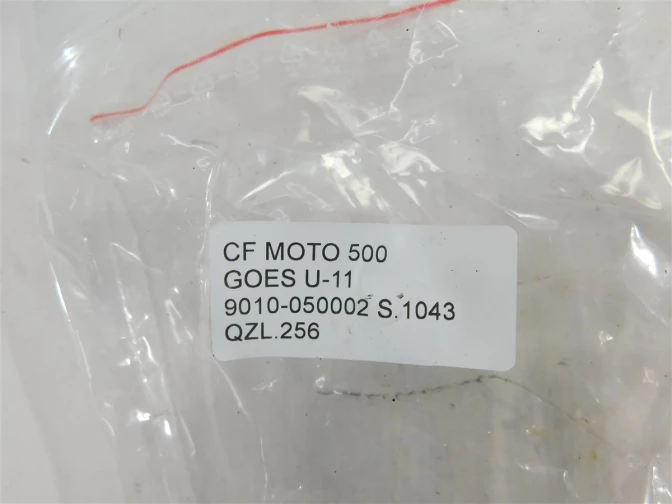 CF MOTO 500
GOES U-11
9010-050002 S.1043
QZL.256